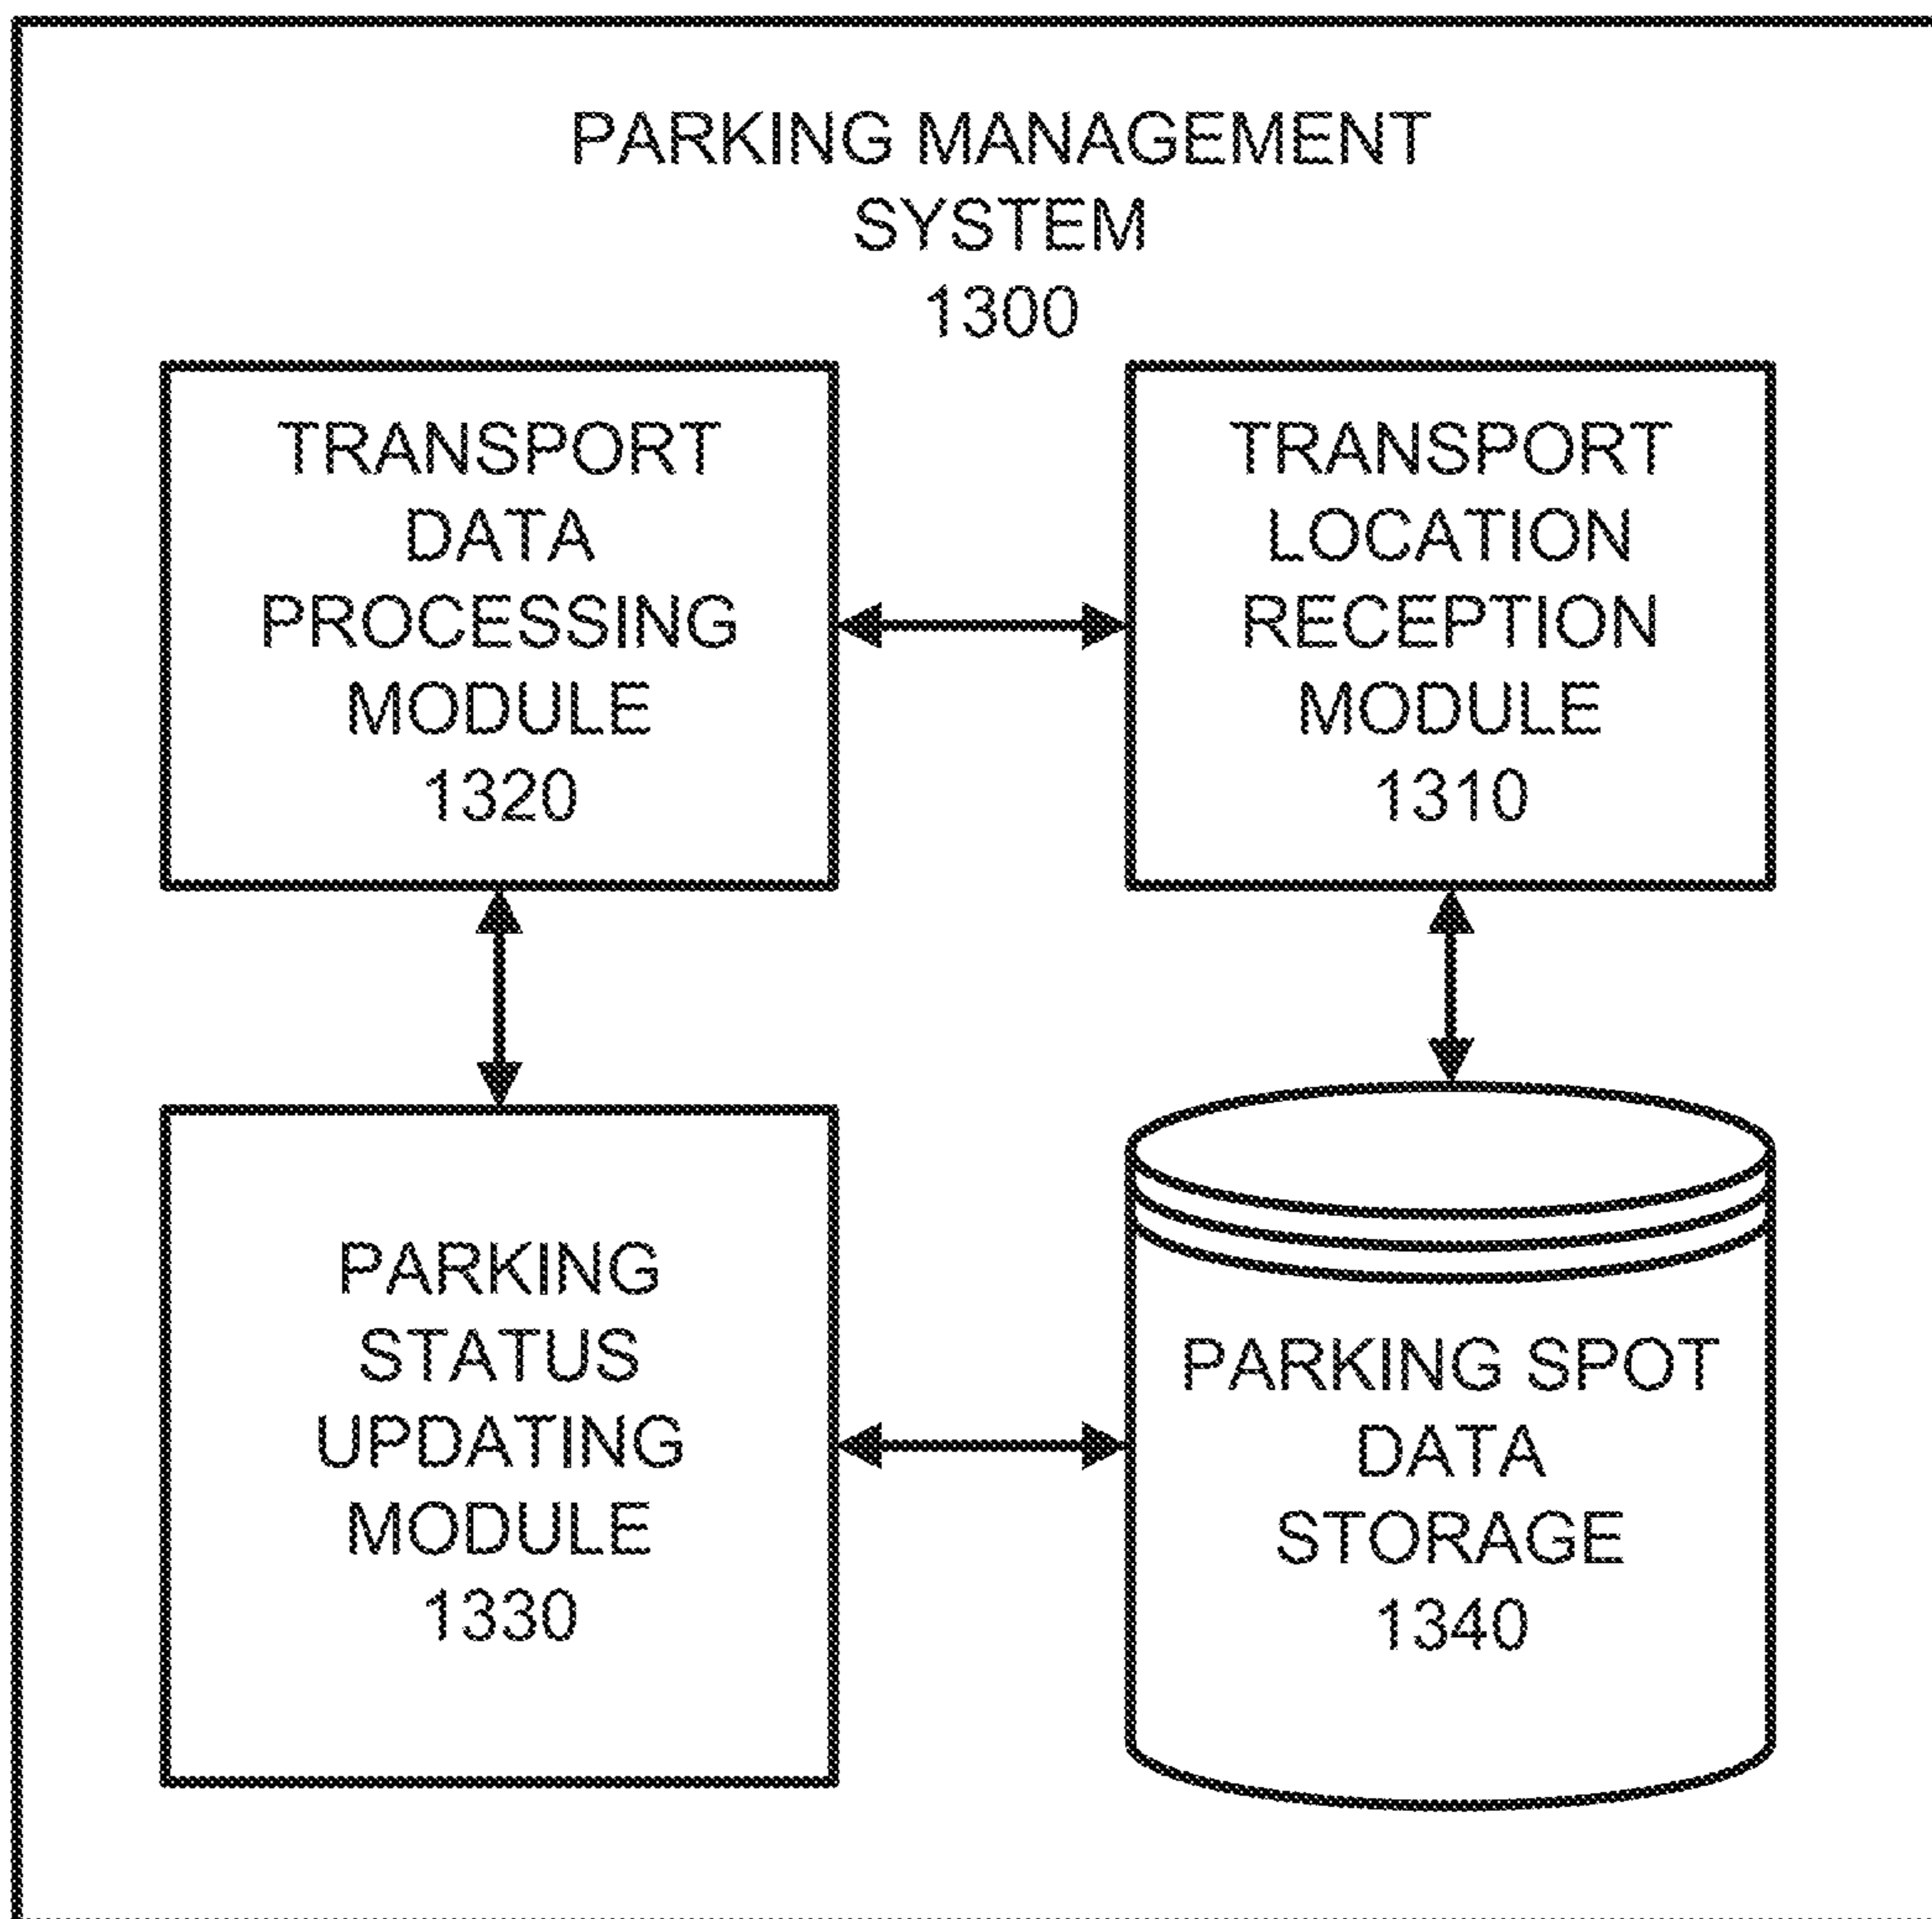 PARKING MANAGEMENT
SYSTEM
1300
TRANSPORT
DATA
PROCESSING
MODULE
1320
TRANSPORT
LOCATION
RECEPTION
MODULE
1310
PARKING
STATUS
UPDATING
MODULE
1330
PARKING SPOT
DATA
STORAGE
1340